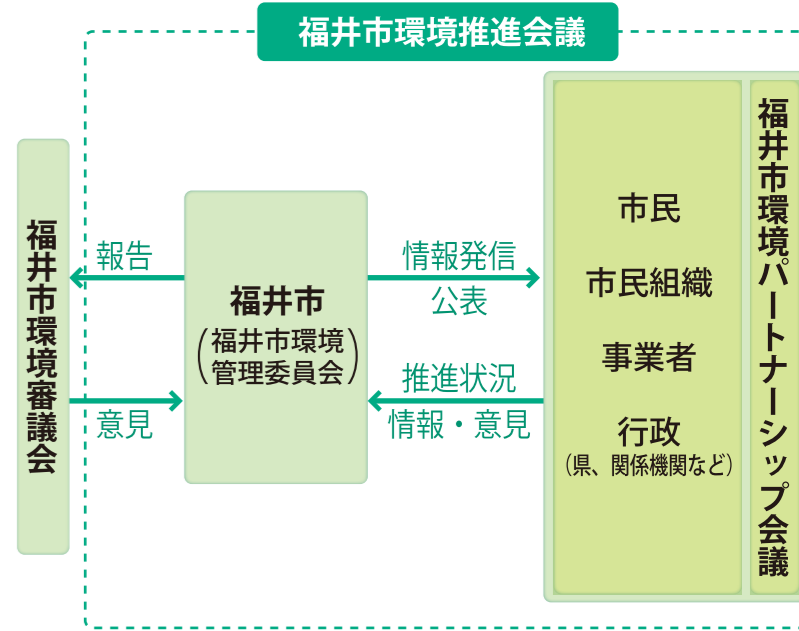 福井市環境推進会議
福井市環境審議会
報告
意見
福井市
(福井市環境
管理委員会)
情報発信
公表
推進状況
情報・意見
市民
市民組織
事業者
行政
(県、関係機関など)
福井市環境パートナーシップ会議